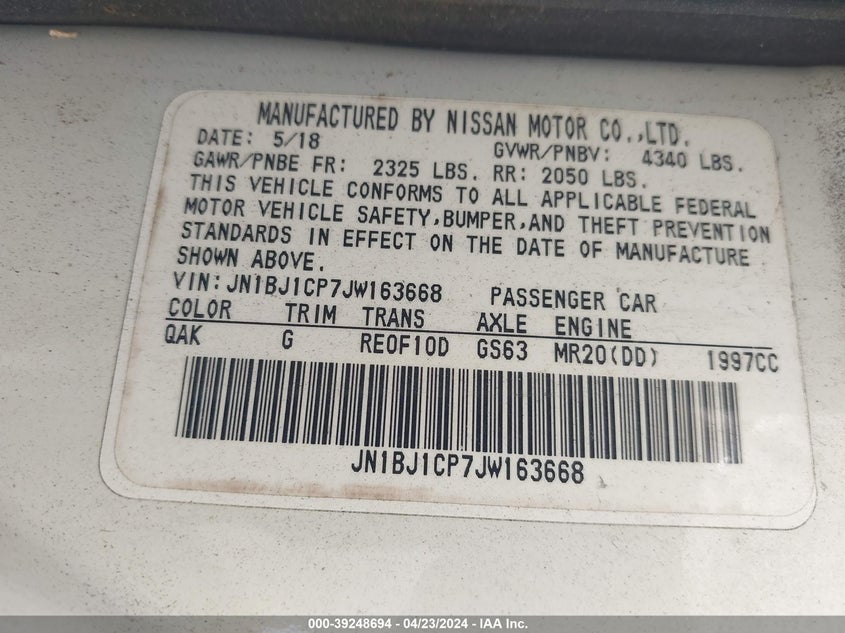 MANUFACTURED BY NISSAN MOTOR CO.,LTD.
DATE: 5/18 GVWR/PNBV: 4340 LBS.
GAWR/PNBE FR: 2325 LBS. RR: 2050 LBS.
THIS VEHICLE CONFORMS TO ALL APPLICABLE FEDERAL
MOTOR VEHICLE SAFETY,BUMPER,AND THEFT PREVENTION
STANDARDS IN EFFECT ON THE DATE OF MANUFACTURE
SHOWN ABOVE.
VIN:JN1BJ1CP7JW163668 PASSENGER CAR
COLOR TRIM TRANS AXLE ENGINE
QAK G RE0F10D GS63 MR20(DD) 1997CC
JN1BJ1CP7JW163668
000-39248694 - 04/23/2024 - IAA Inc.